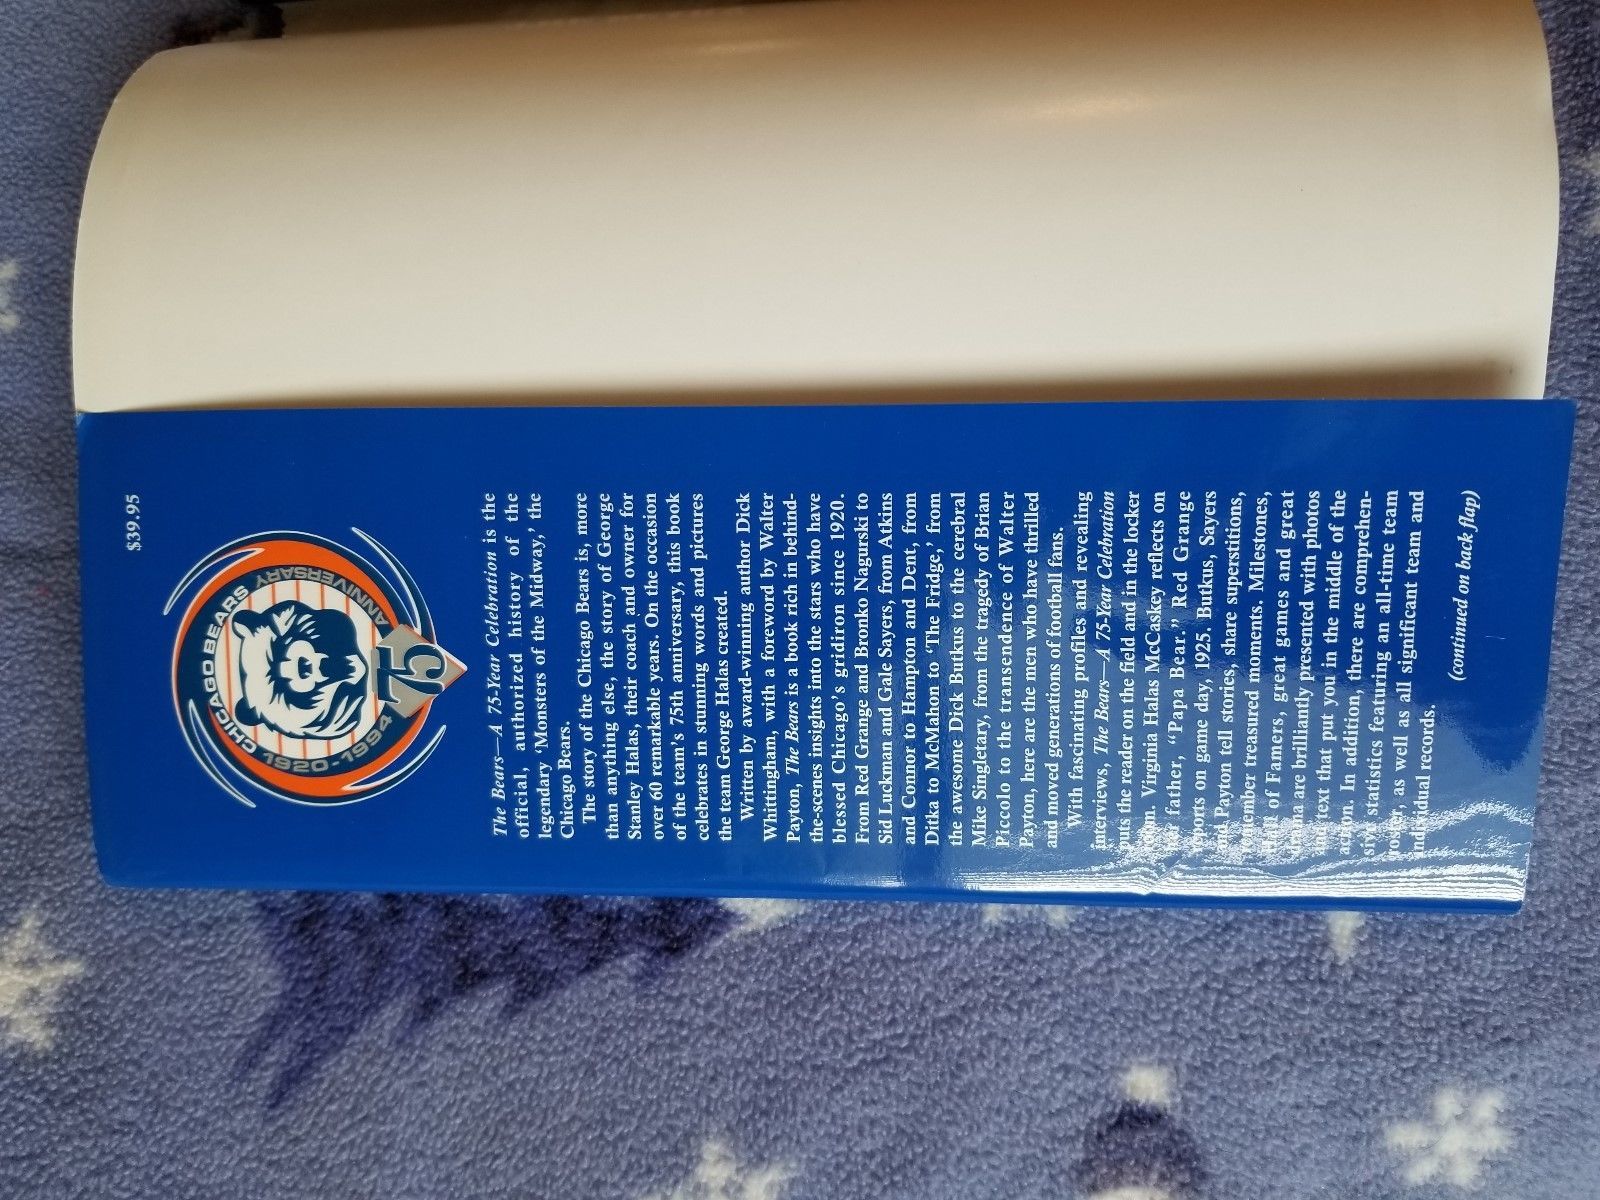 $39.95
CHICAGO BEARS
ANNIVERSARY
1920-1994
75
The Bears—A 75-Year Celebration is the
official, authorized history of the
legendary 'Monsters of the Midway,' the
Chicago Bears.
The story of the Chicago Bears is, more
than anything else, the story of George
Stanley Halas, their coach and owner for
over 60 remarkable years. On the occasion
of the team's 75th anniversary, this book
celebrates in stunning words and pictures
the team George Halas created.
Written by award-winning author Dick
Whittingham, with a foreword by Walter
Payton, The Bears is a book rich in behind-
the-scenes insights into the stars who have
blessed Chicago's gridiron since 1920.
From Red Grange and Bronko Nagurski to
Sid Luckman and Gale Sayers, from Atkins
and Connor to Hampton and Dent, from
Ditka to McMahon to 'The Fridge,' from
the awesome Dick Butkus to the cerebral
Mike Singletary, from the tragedy of Brian
Piccolo to the transendence of Walter
Payton, here are the men who have thrilled
and moved generations of football fans.
With fascinating profiles and revealing
interviews, The Bears—A 75-Year Celebration
puts the reader on the field and in the locker
room. Virginia Halas McCaskey reflects on
her father, "Papa Bear." Red Grange
reports on game day, 1925. Butkus, Sayers
and Payton tell stories, share superstitions,
remember treasured moments. Milestones,
Hall of Famers, great games and great
drama are brilliantly presented with photos
and text that put you in the middle of the
action. In addition, there are comprehen-
sive statistics featuring an all-time team
roster, as well as all significant team and
individual records.
(continued on back flap)